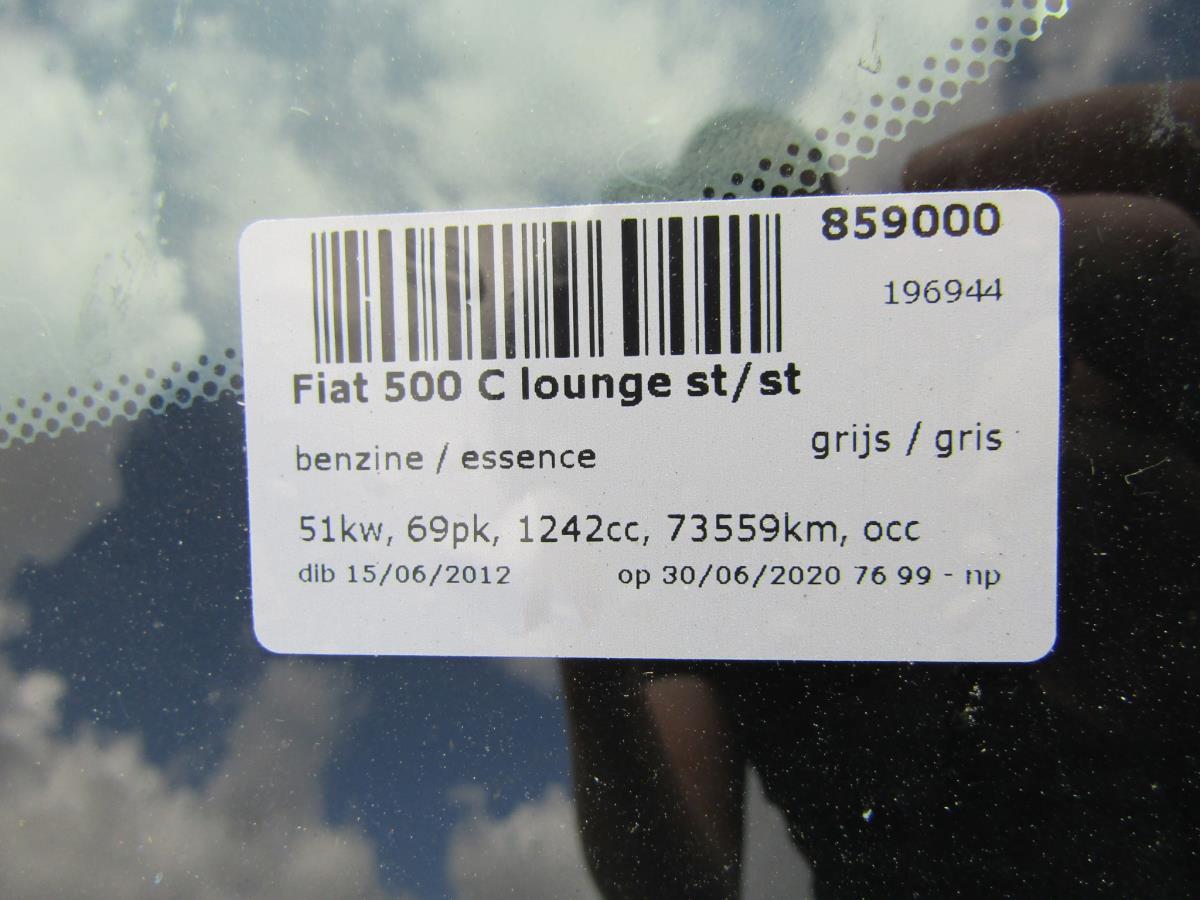 859000
196944
Fiat 500 C lounge st/st
benzine / essence grijs / gris
51kw, 69pk, 1242cc, 73559km, occ
dib 15/06/2012 op 30/06/2020 76 99 - np